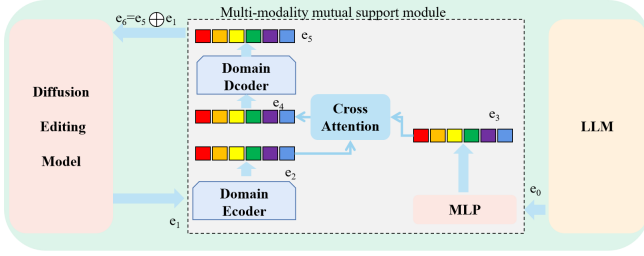 Multi-modality mutual support module
e6=e5 ⊕ e1
e5
Domain
Dcoder
e4
Cross
Attention
e3
e2
Domain
Ecoder
e1
MLP
e0
Diffusion
Editing
Model
LLM